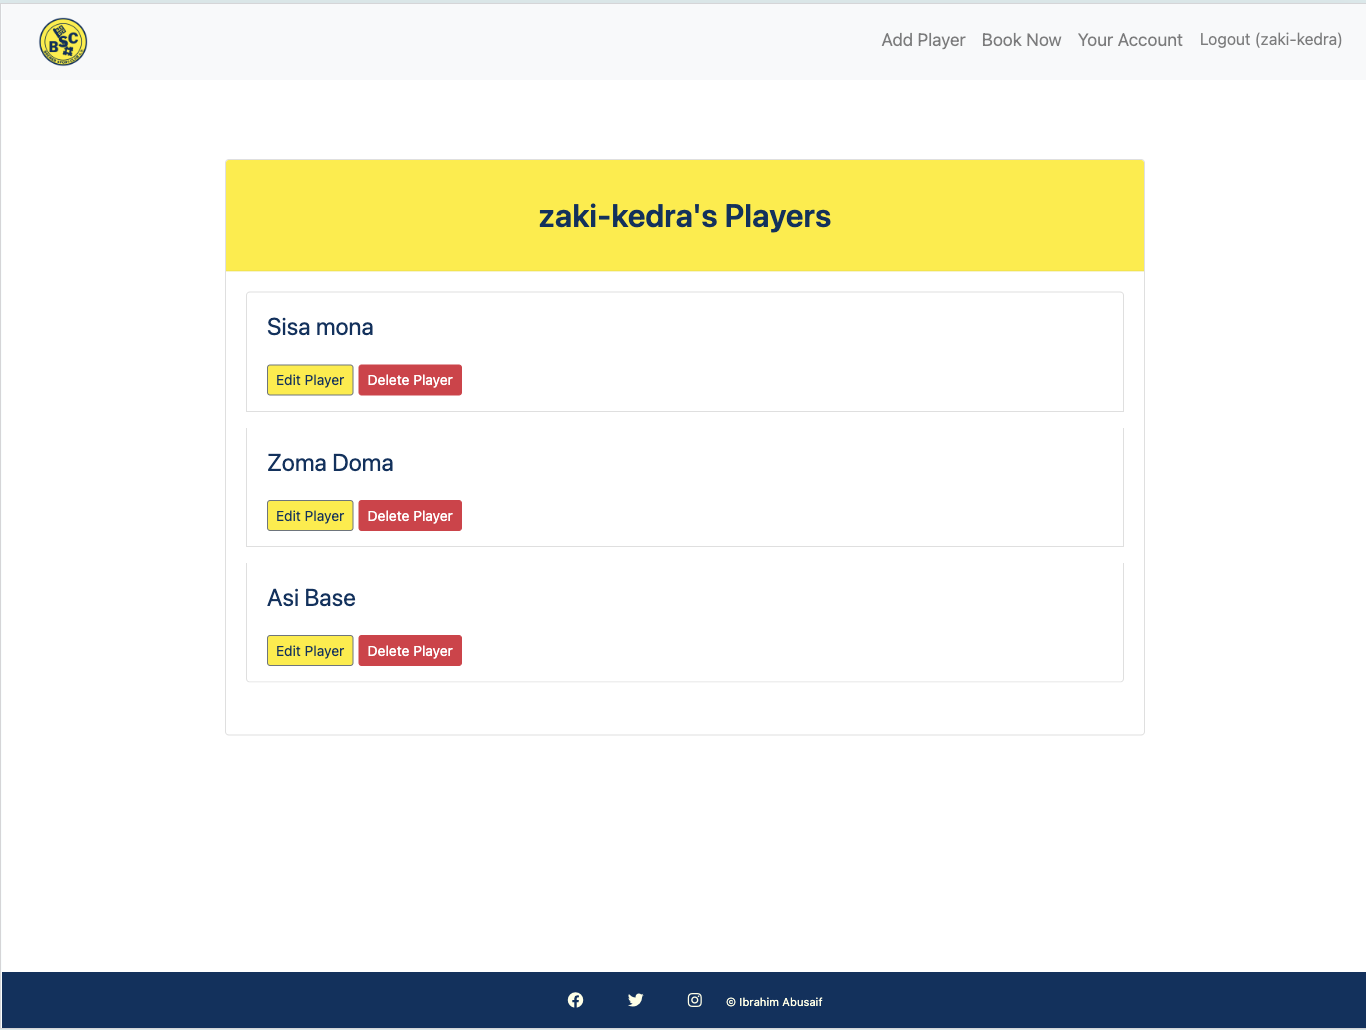 BSC
Add Player Book Now Your Account Logout (zaki-kedra)
zaki-kedra's Players
Sisa mona
Edit Player Delete Player
Zoma Doma
Edit Player Delete Player
Asi Base
Edit Player Delete Player
© Ibrahim Abusaif